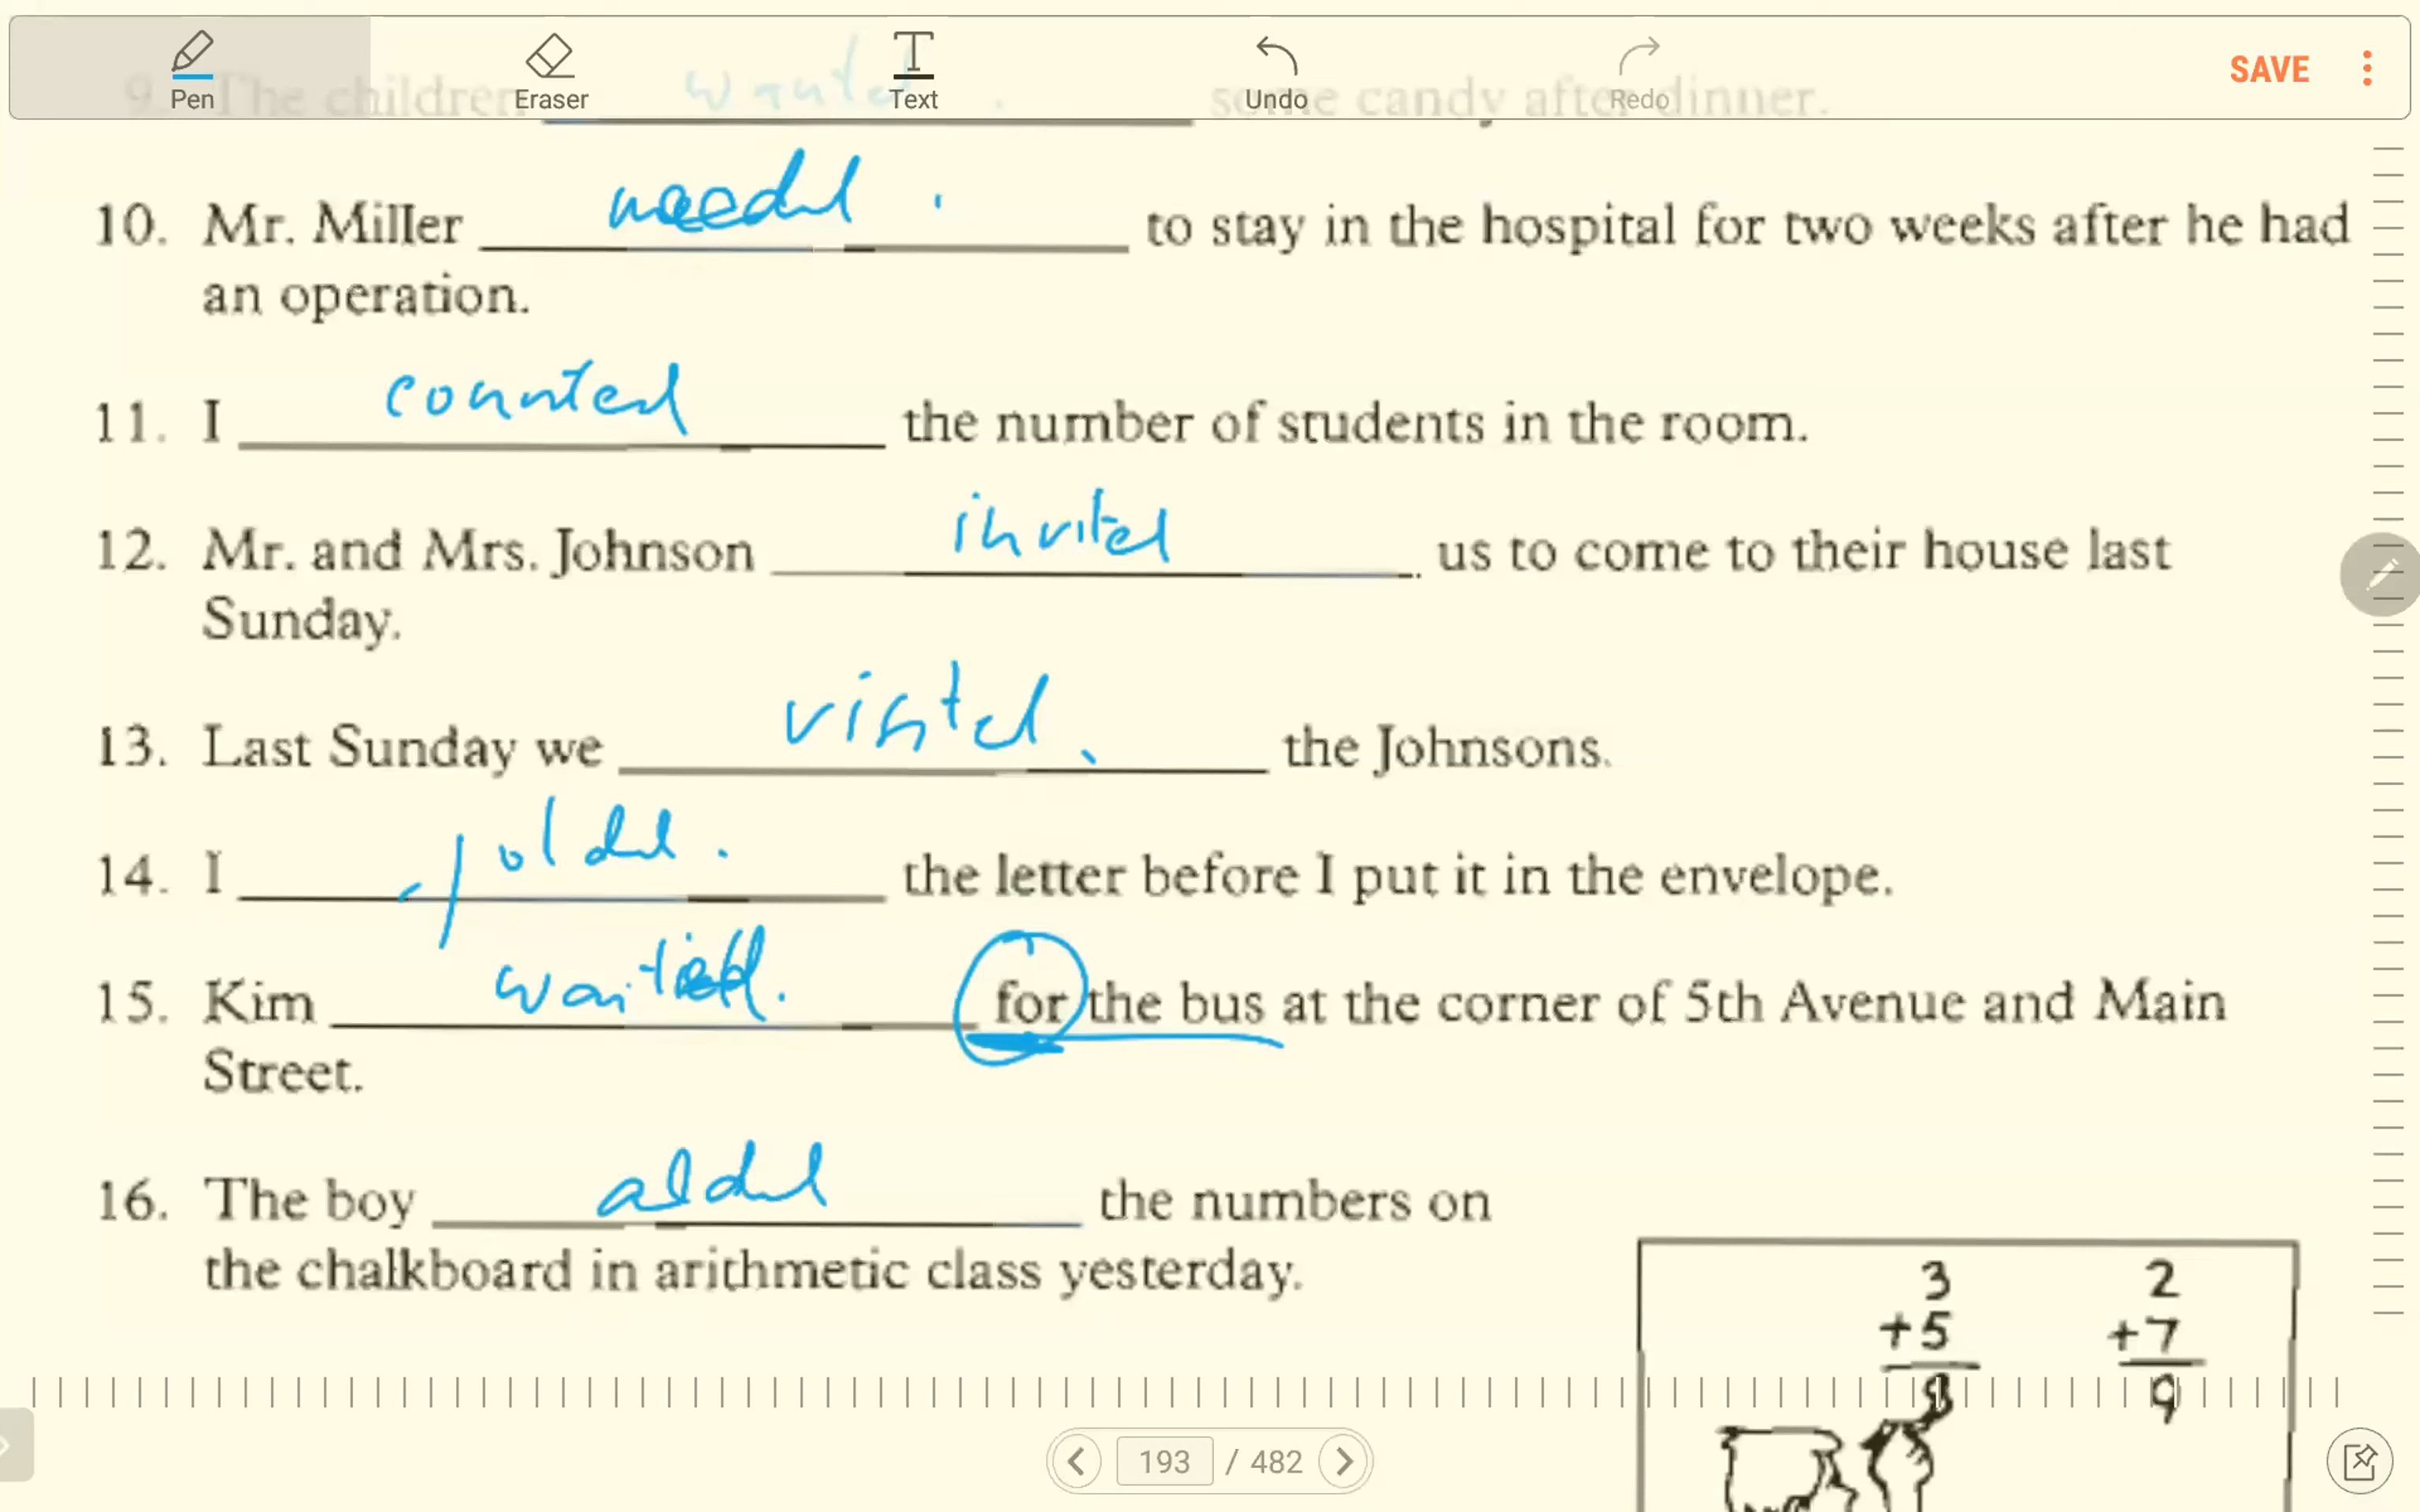 Pen Eraser Text Undo Redo SAVE
9. The children wanted some candy after dinner.
10. Mr. Miller needed to stay in the hospital for two weeks after he had
an operation.
11. I counted the number of students in the room.
12. Mr. and Mrs. Johnson invited us to come to their house last
Sunday.
13. Last Sunday we visited the Johnsons.
14. I folded the letter before I put it in the envelope.
15. Kim waited for the bus at the corner of 5th Avenue and Main
Street.
16. The boy added the numbers on
the chalkboard in arithmetic class yesterday.
3 2
+5 +7
8 9
193 / 482